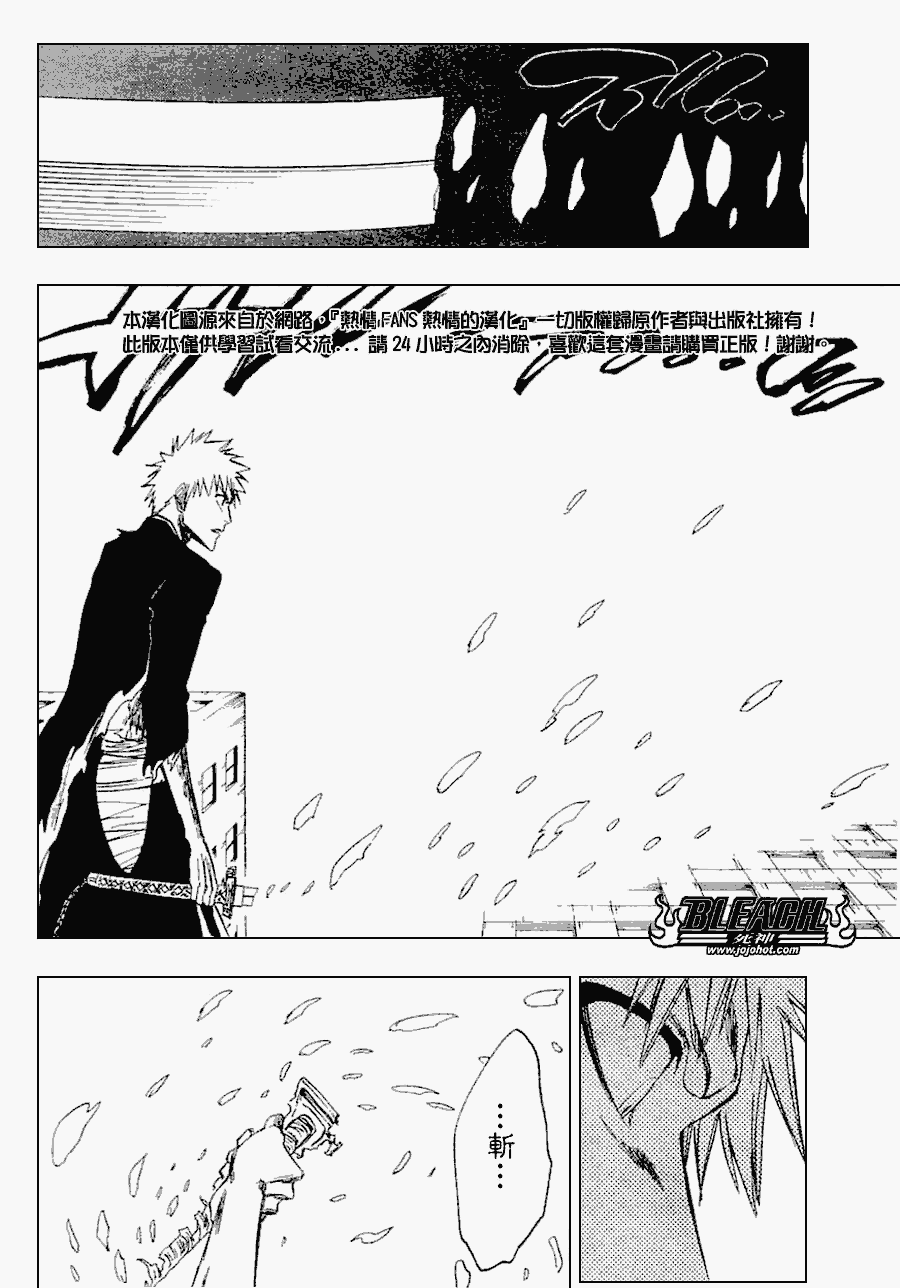 本漢化圖源來自於網路，『熱情FANS 熱情的漢化』一切版權歸原作者與出版社擁有！
此版本僅供學習試看交流... 請 24 小時之內消除，喜歡這套漫畫請購買正版！謝謝。
BLEACH
死神
www.jojohot.com
…斬…